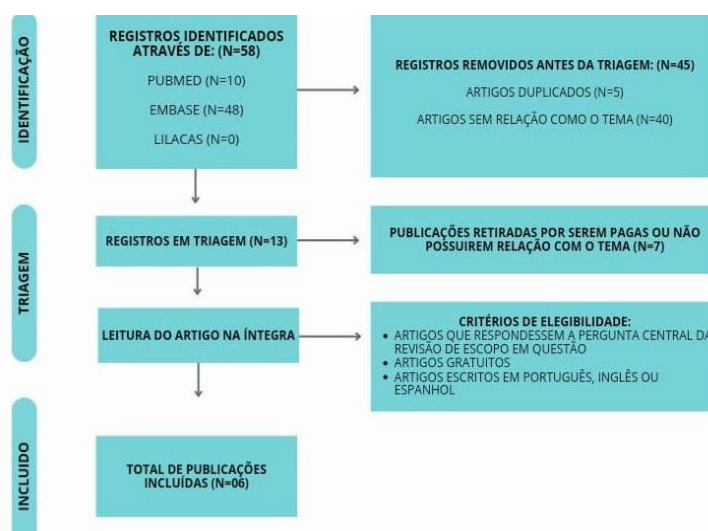 IDENTIFICAÇÃO
REGISTROS IDENTIFICADOS
ATRAVÉS DE: (N=58)
PUBMED (N=10)
EMBASE (N=48)
LILACAS (N=0)
REGISTROS REMOVIDOS ANTES DA TRIAGEM: (N=45)
ARTIGOS DUPLICADOS (N=5)
ARTIGOS SEM RELAÇÃO COMO O TEMA (N=40)
TRIAGEM
REGISTROS EM TRIAGEM (N=13)
PUBLICAÇÕES RETIRADAS POR SEREM PAGAS OU NÃO
POSSUIREM RELAÇÃO COM O TEMA (N=7)
LEITURA DO ARTIGO NA ÍNTEGRA
CRITÉRIOS DE ELEGIBILIDADE:
• ARTIGOS QUE RESPONDESSEM A PERGUNTA CENTRAL DA
REVISÃO DE ESCOPO EM QUESTÃO
• ARTIGOS GRATUITOS
• ARTIGOS ESCRITOS EM PORTUGUÊS, INGLÊS OU
ESPANHOL
INCLUIDO
TOTAL DE PUBLICAÇÕES
INCLUÍDAS (N=06)